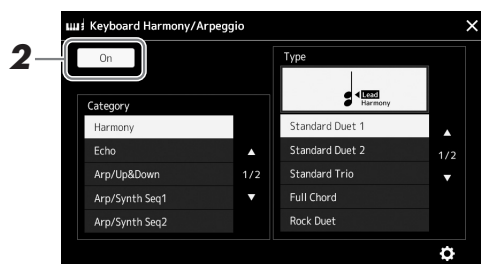 Keyboard Harmony/Arpeggio
2
On
Category
Harmony
Echo
Arp/Up&Down
Arp/Synth Seq1
Arp/Synth Seq2
1/2
Type
Lead
Harmony
Standard Duet 1
Standard Duet 2
Standard Trio
Full Chord
Rock Duet
1/2